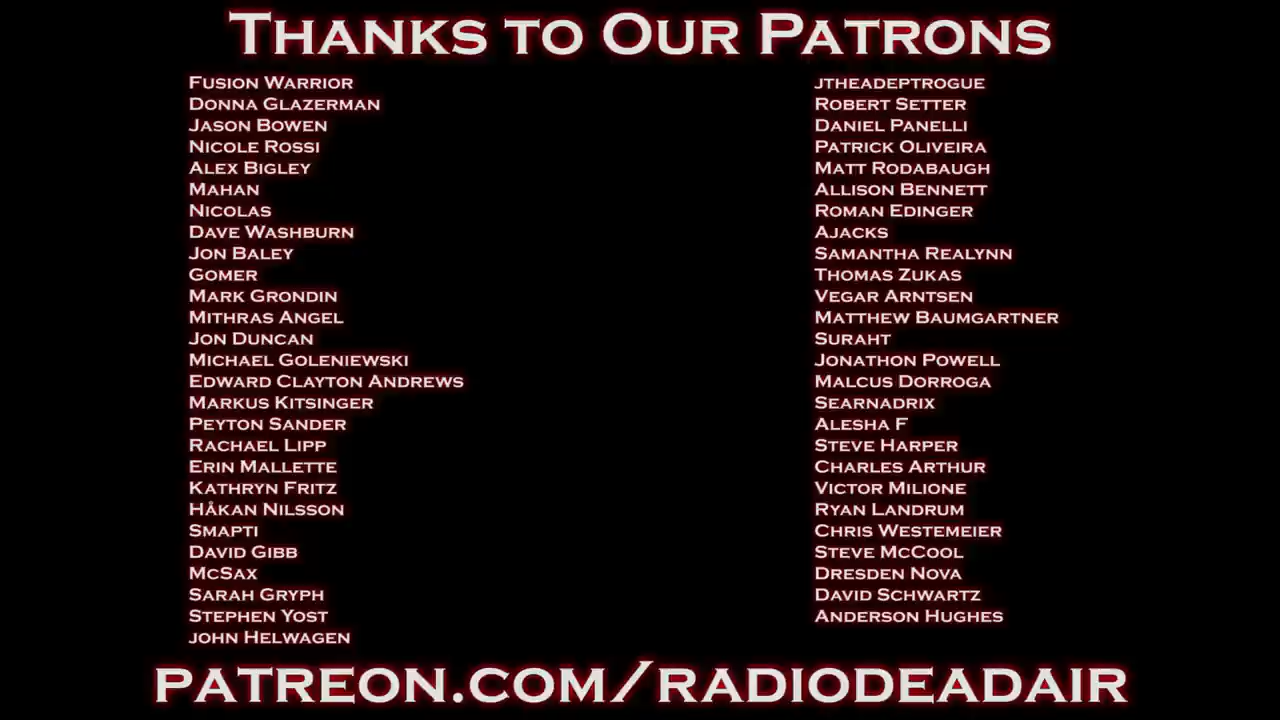 Thanks to Our Patrons
Fusion Warrior
Donna Glazerman
Jason Bowen
Nicole Rossi
Alex Bigley
Mahan
Nicolas
Dave Washburn
Jon Baley
Gomer
Mark Grondin
Mithras Angel
Jon Duncan
Michael Goleniewski
Edward Clayton Andrews
Markus Kitsinger
Peyton Sander
Rachael Lipp
Erin Mallette
Kathryn Fritz
Håkan Nilsson
Smapti
David Gibb
McSax
Sarah Gryph
Stephen Yost
john Helwagen
jtheadeptrogue
Robert Setter
Daniel Panelli
Patrick Oliveira
Matt Rodabaugh
Allison Bennett
Roman Edinger
Ajacks
Samantha Realynn
Thomas Zukas
Vegar Arntsen
Matthew Baumgartner
Suraht
Jonathon Powell
Malcus Dorroga
Searnadrix
Alesha F
Steve Harper
Charles Arthur
Victor Milione
Ryan Landrum
Chris Westemeier
Steve McCool
Dresden Nova
David Schwartz
Anderson Hughes
patreon.com/radiodeadair